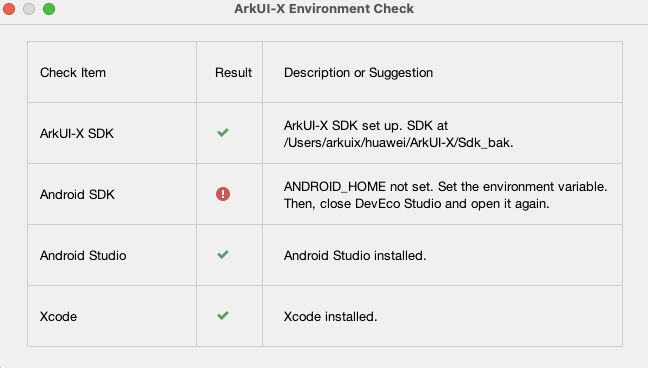 ArkUI-X Environment Check
Check Item
Result
Description or Suggestion
ArkUI-X SDK
ArkUI-X SDK set up. SDK at
/Users/arkuix/huawei/ArkUI-X/Sdk_bak.
Android SDK
ANDROID_HOME not set. Set the environment variable.
Then, close DevEco Studio and open it again.
Android Studio
Android Studio installed.
Xcode
Xcode installed.